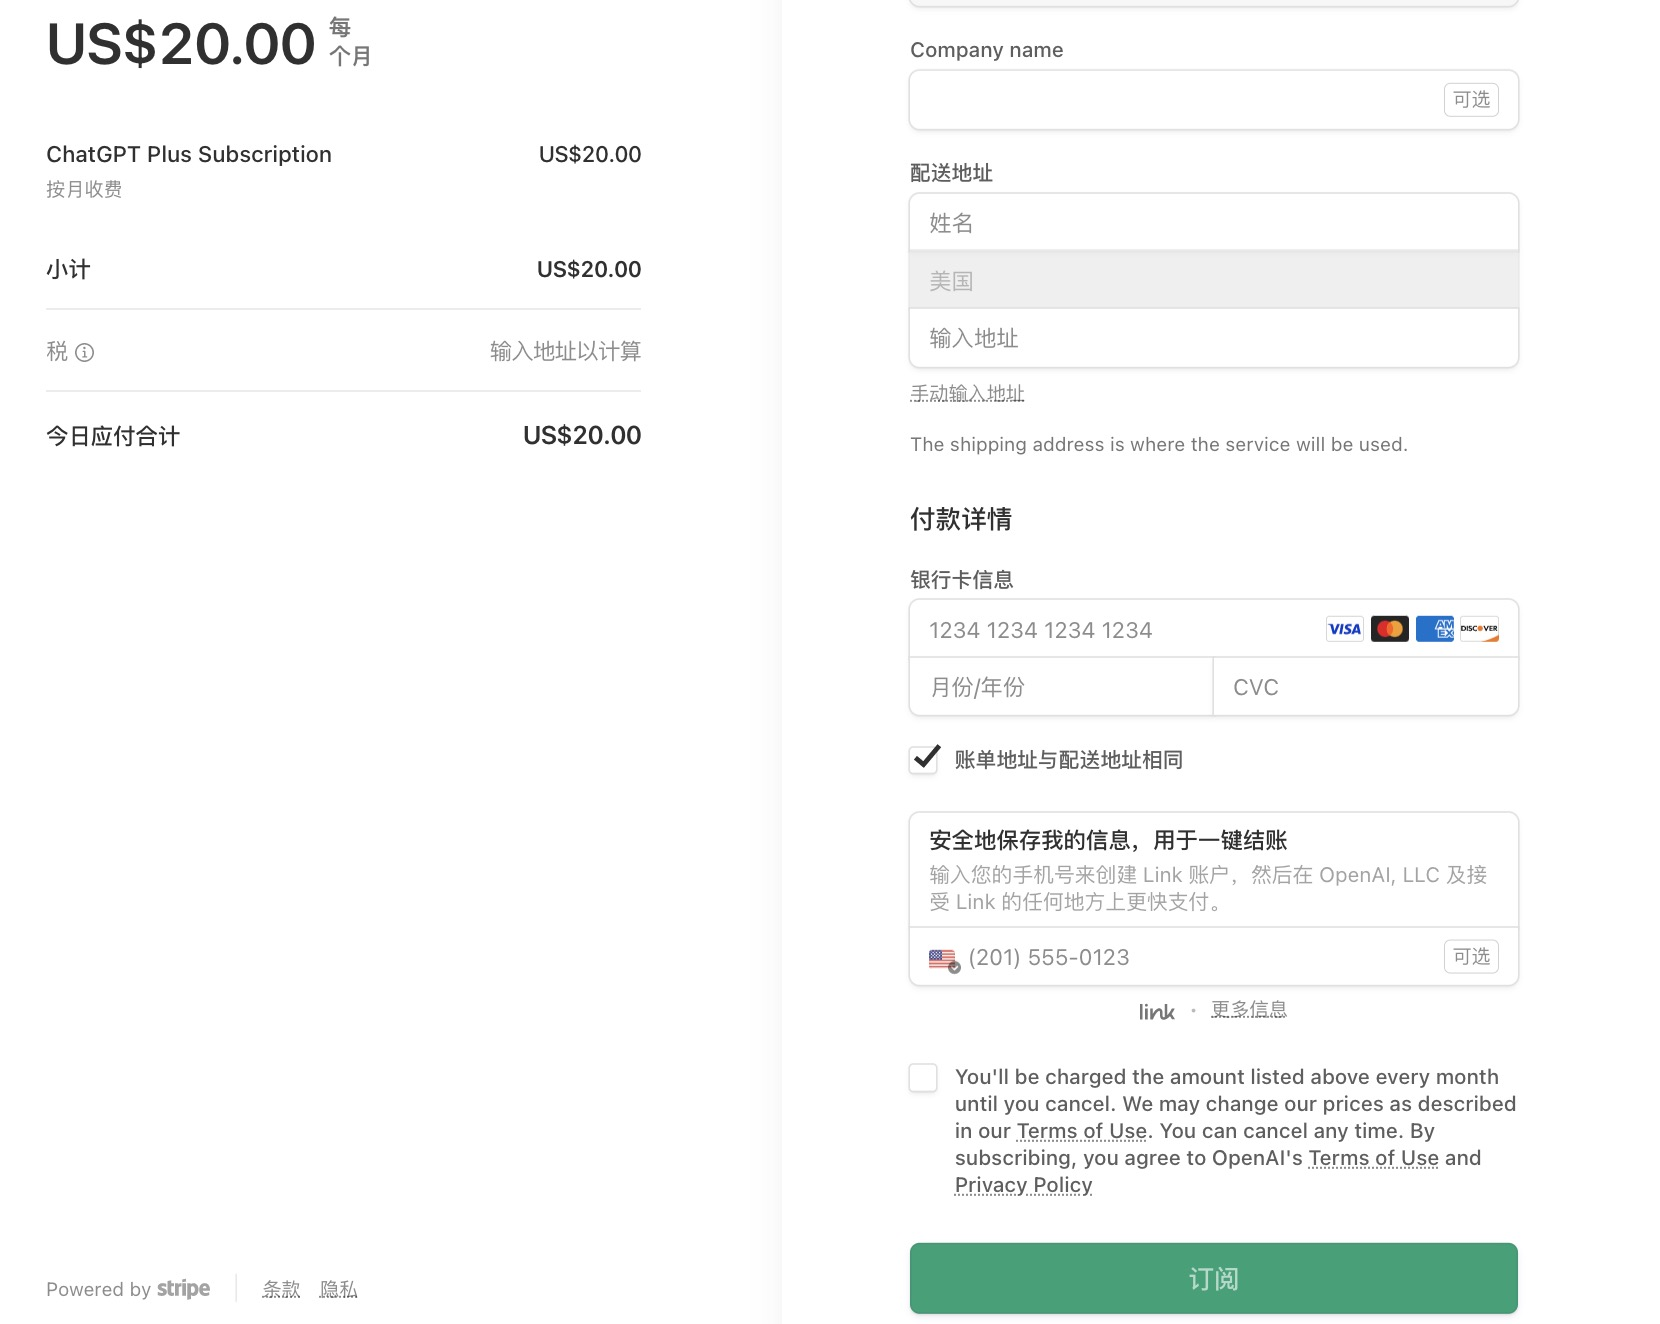 US$20.00 每
个月
ChatGPT Plus Subscription US$20.00
按月收费
小计 US$20.00
税 输入地址以计算
今日应付合计 US$20.00
Powered by stripe 条款 隐私
Company name
可选
配送地址
姓名
美国
输入地址
手动输入地址
The shipping address is where the service will be used.
付款详情
银行卡信息
1234 1234 1234 1234 VISA AM EX DISCOVER
月份/年份 CVC
账单地址与配送地址相同
安全地保存我的信息，用于一键结账
输入您的手机号来创建 Link 账户，然后在 OpenAI, LLC 及接
受 Link 的任何地方上更快支付。
(201) 555-0123 可选
link · 更多信息
You'll be charged the amount listed above every month
until you cancel. We may change our prices as described
in our Terms of Use. You can cancel any time. By
subscribing, you agree to OpenAI's Terms of Use and
Privacy Policy
订阅